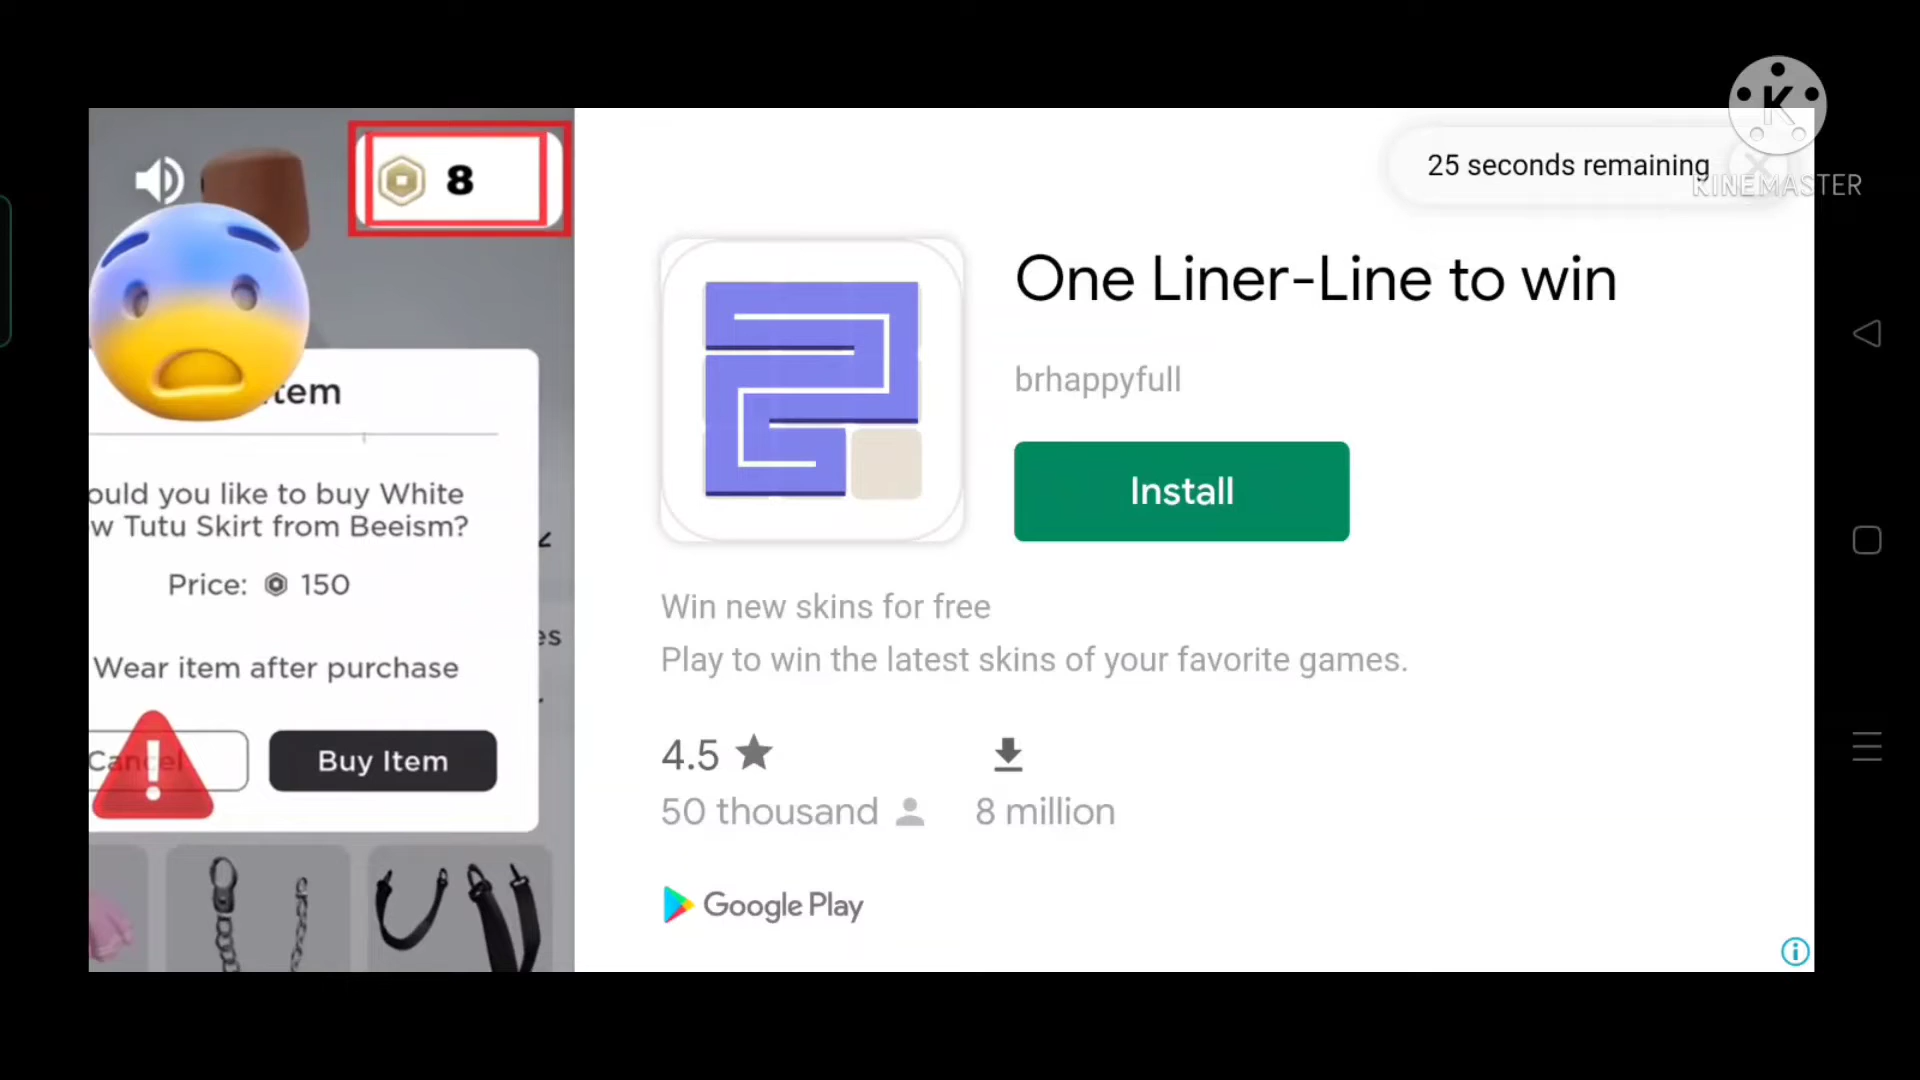 8
tem
ould you like to buy White
w Tutu Skirt from Beeism?
Price: 150
es
Wear item after purchase
Cancel
Buy Item
25 seconds remaining
K
KINEMASTER
One Liner-Line to win
brhappyfull
Install
Win new skins for free
Play to win the latest skins of your favorite games.
4.5
50 thousand
8 million
Google Play